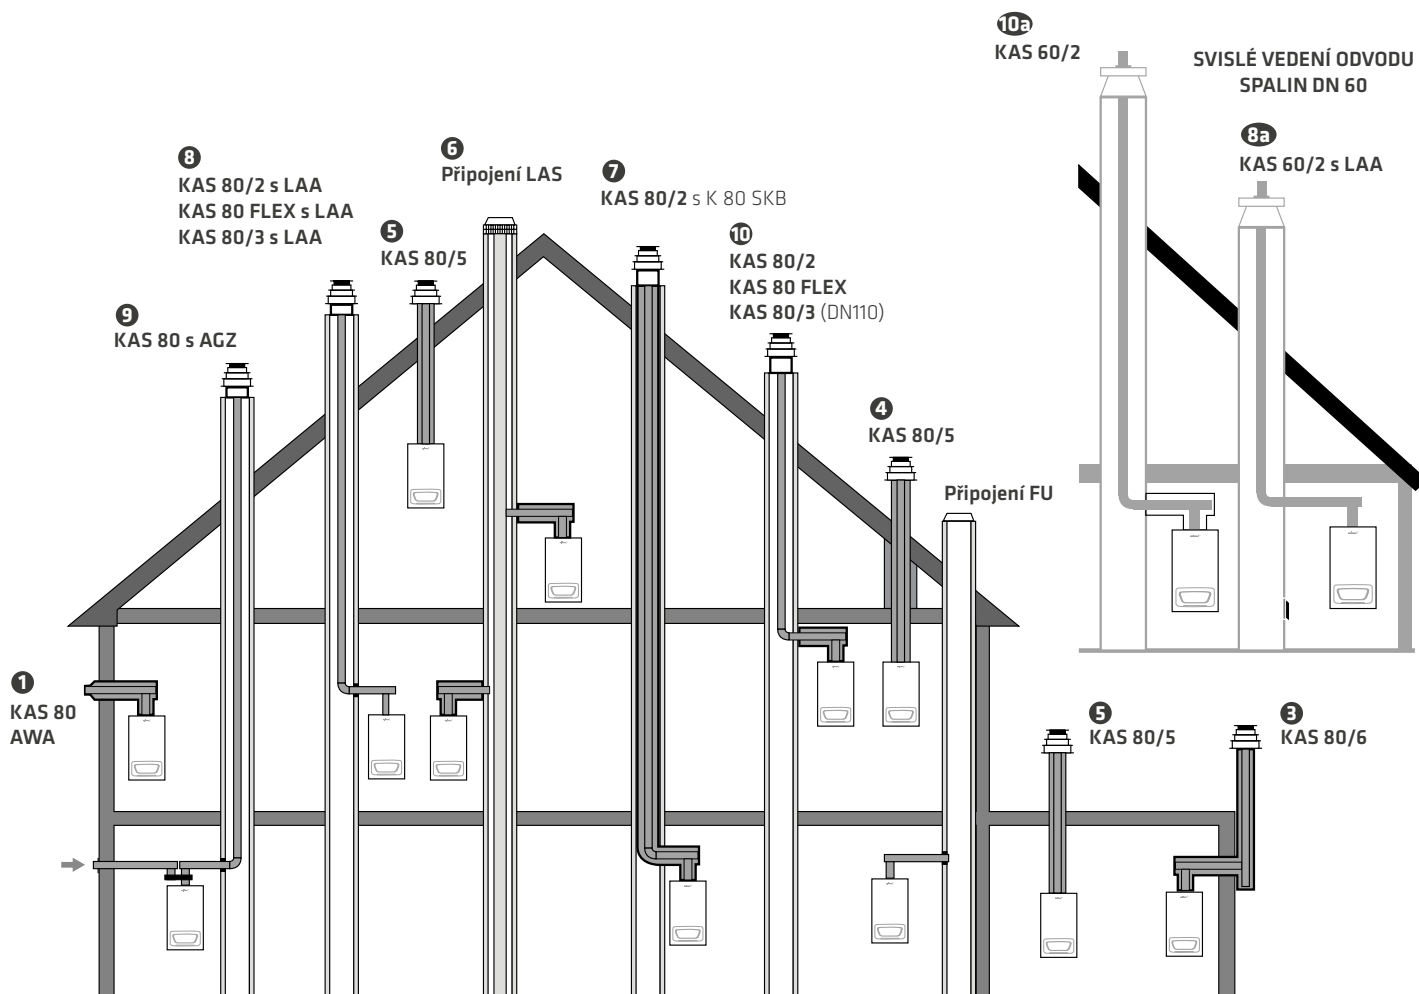 10a
KAS 60/2
SVISLÉ VEDENÍ ODVODU
SPALIN DN 60
8a
KAS 60/2 s LAA
8
KAS 80/2 s LAA
KAS 80 FLEX s LAA
KAS 80/3 s LAA
6
Připojení LAS
7
KAS 80/2 s K 80 SKB
5
KAS 80/5
10
KAS 80/2
KAS 80 FLEX
KAS 80/3 (DN110)
9
KAS 80 s AGZ
4
KAS 80/5
Připojení FU
1
KAS 80
AWA
5
KAS 80/5
3
KAS 80/6